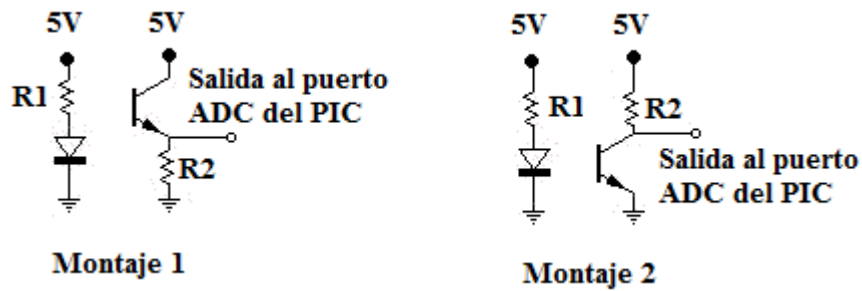 5V
5V
R1
Salida al puerto
ADC del PIC
R2
Montaje 1
5V
5V
R1
R2
Salida al puerto
ADC del PIC
Montaje 2